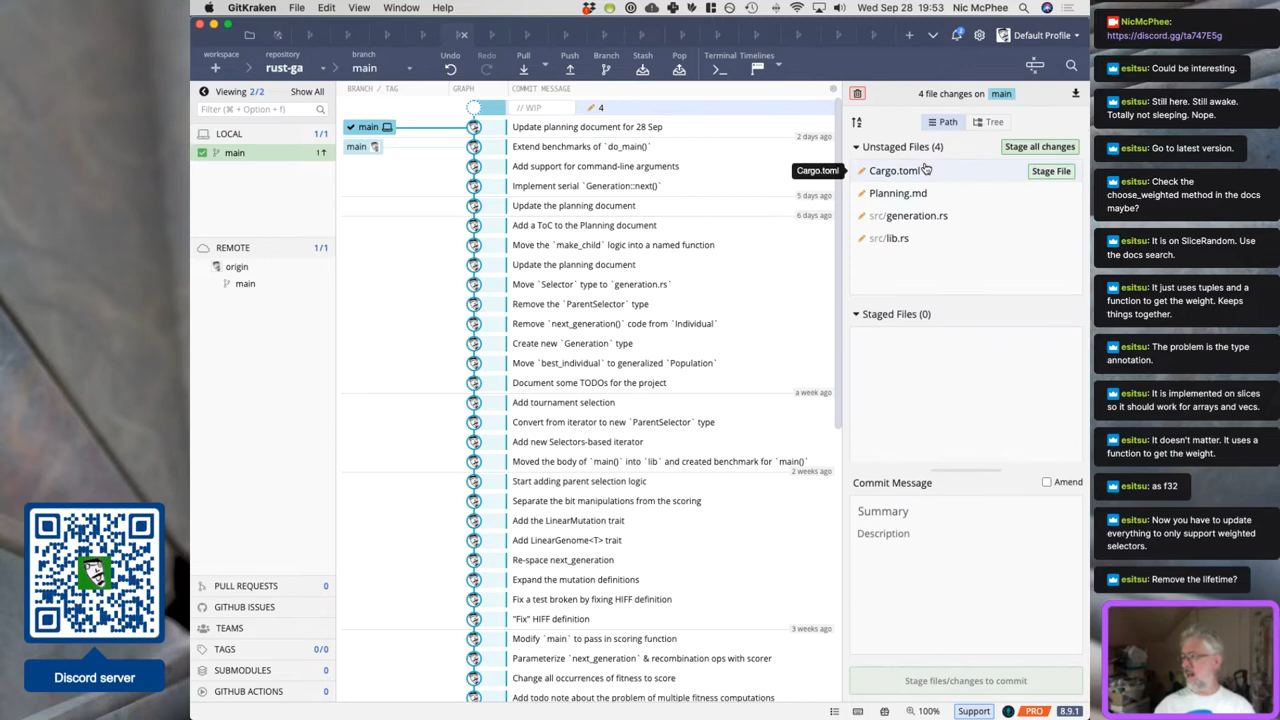 GitKraken File Edit View Window Help
Wed Sep 28 19:53 Nic McPhee
Default Profile
workspace
repository
rust-ga
branch
main
Undo
Redo
Pull
Push
Branch
Stash
Pop
Terminal
Timelines
Viewing 2/2 Show All
Filter (⌘ + Option + f)
LOCAL 1/1
main 1↑
REMOTE 1/1
origin
main
PULL REQUESTS 0
GITHUB ISSUES
TEAMS
TAGS 0/0
SUBMODULES 0
GITHUB ACTIONS 0
BRANCH / TAG GRAPH COMMIT MESSAGE
// WIP 4
main Update planning document for 28 Sep
2 days ago
main Extend benchmarks of `do_main()`
Add support for command-line arguments
Implement serial `Generation::next()`
5 days ago
Update the planning document
6 days ago
Add a ToC to the Planning document
Move the `make_child` logic into a named function
Update the planning document
Move `Selector` type to `generation.rs`
Remove the `ParentSelector` type
Remove `next_generation()` code from `Individual`
Create new `Generation` type
Move `best_individual` to generalized `Population`
Document some TODOs for the project
a week ago
Add tournament selection
Convert from iterator to new `ParentSelector` type
Add new Selectors-based iterator
Moved the body of `main()` into `lib` and created benchmark for `main()`
2 weeks ago
Start adding parent selection logic
Separate the bit manipulations from the scoring
Add the LinearMutation trait
Add LinearGenome<T> trait
Re-space next_generation
Expand the mutation definitions
Fix a test broken by fixing HIFF definition
"Fix" HIFF definition
3 weeks ago
Modify `main` to pass in scoring function
Parameterize `next_generation` & recombination ops with scorer
Change all occurrences of fitness to score
Add todo note about the problem of multiple fitness computations
4 file changes on main
Path Tree
Unstaged Files (4) Stage all changes
Cargo.toml
Cargo.toml Stage File
Planning.md
src/generation.rs
src/lib.rs
Staged Files (0)
Commit Message Amend
Summary
Description
Stage files/changes to commit
100% Support PRO 8.9.1
NicMcPhee:
https://discord.gg/ta747E5g
esitsu: Could be interesting.
esitsu: Still here. Still awake.
Totally not sleeping. Nope.
esitsu: Go to latest version.
esitsu: Check the
choose_weighted method in the docs
maybe?
esitsu: It is on SliceRandom. Use
the docs search.
esitsu: It just uses tuples and a
function to get the weight. Keeps
things together.
esitsu: The problem is the type
annotation.
esitsu: It is implemented on slices
so it should work for arrays and vecs.
esitsu: It doesn't matter. It uses a
function to get the weight.
esitsu: as f32
esitsu: Now you have to update
everything to only support weighted
selectors.
esitsu: Remove the lifetime?
Discord server